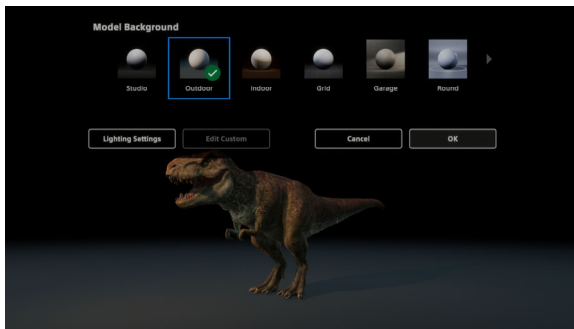 Model Background
Studio
Outdoor
Indoor
Grid
Garage
Round
Lighting Settings
Edit Custom
Cancel
OK